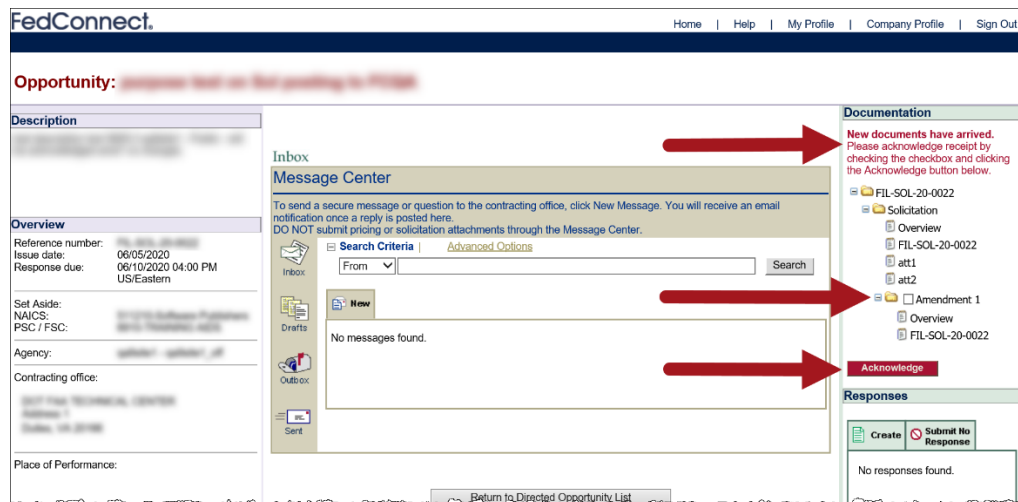 FedConnect.
Home | Help | My Profile | Company Profile | Sign Out
Opportunity:
Description
Overview
Reference number:
Issue date: 06/05/2020
Response due: 06/10/2020 04:00 PM
US/Eastern
Set Aside:
NAICS:
PSC / FSC:
Agency:
Contracting office:
Place of Performance:
Inbox
Message Center
To send a secure message or question to the contracting office, click New Message. You will receive an email
notification once a reply is posted here.
DO NOT submit pricing or solicitation attachments through the Message Center.
Search Criteria | Advanced Options
From Search
Inbox
Drafts
Outbox
Sent
New
No messages found.
Return to Directed Opportunity List
Documentation
New documents have arrived.
Please acknowledge receipt by
checking the checkbox and clicking
the Acknowledge button below.
FIL-SOL-20-0022
Solicitation
Overview
FIL-SOL-20-0022
att1
att2
Amendment 1
Overview
FIL-SOL-20-0022
Acknowledge
Responses
Create
Submit No
Response
No responses found.